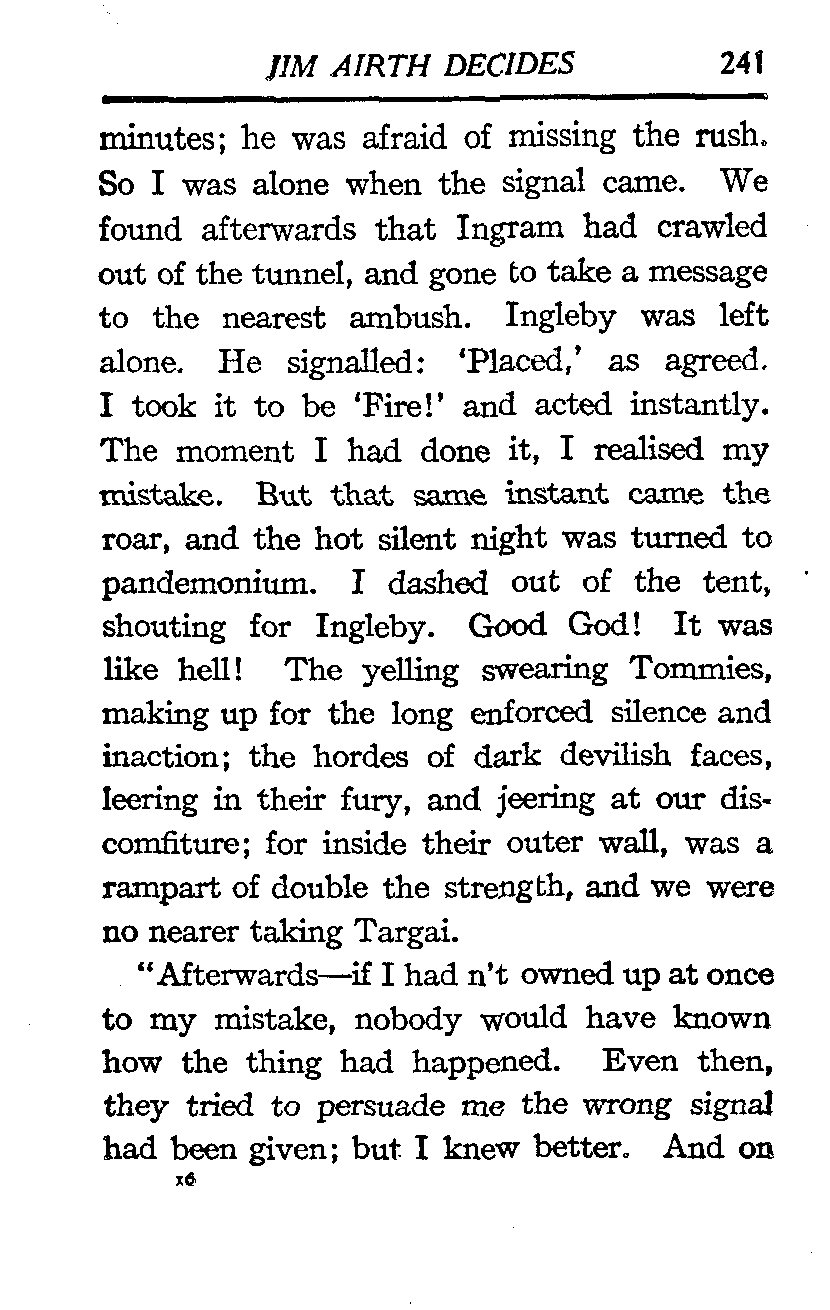 JIM AIRTH DECIDES 241
minutes; he was afraid of missing the rush.
So I was alone when the signal came. We
found afterwards that Ingram had crawled
out of the tunnel, and gone to take a message
to the nearest ambush. Ingleby was left
alone. He signalled: ‘Placed,’ as agreed.
I took it to be ‘Fire!’ and acted instantly.
The moment I had done it, I realised my
mistake. But that same instant came the
roar, and the hot silent night was turned to
pandemonium. I dashed out of the tent,
shouting for Ingleby. Good God! It was
like hell! The yelling swearing Tommies,
making up for the long enforced silence and
inaction; the hordes of dark devilish faces,
leering in their fury, and jeering at our dis-
comfiture; for inside their outer wall, was a
rampart of double the strength, and we were
no nearer taking Targai.
“Afterwards—if I had n't owned up at once
to my mistake, nobody would have known
how the thing had happened. Even then,
they tried to persuade me the wrong signal
had been given; but I knew better. And on
16